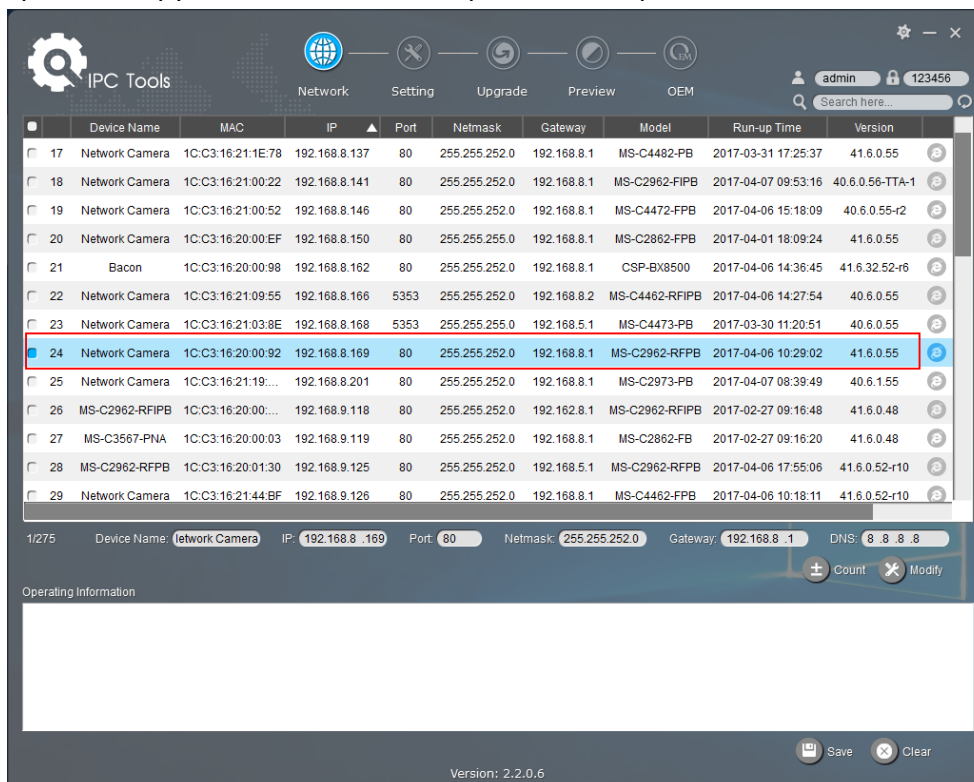 IPC Tools
Network Setting Upgrade Preview OEM
admin 123456
Search here...
Device Name MAC IP Port Netmask Gateway Model Run-up Time Version
17 Network Camera 1C:C3:16:21:1E:78 192.168.8.137 80 255.255.252.0 192.168.8.1 MS-C4482-PB 2017-03-31 17:25:37 41.6.0.55
18 Network Camera 1C:C3:16:21:00:22 192.168.8.141 80 255.255.252.0 192.168.8.1 MS-C2962-FIPB 2017-04-07 09:53:16 40.6.0.56-TTA-1
19 Network Camera 1C:C3:16:21:00:52 192.168.8.146 80 255.255.252.0 192.168.8.1 MS-C4472-FPB 2017-04-06 15:18:09 40.6.0.55-r2
20 Network Camera 1C:C3:16:20:00:EF 192.168.8.150 80 255.255.255.0 192.168.8.1 MS-C2862-FPB 2017-04-01 18:09:24 41.6.0.55
21 Bacon 1C:C3:16:20:00:98 192.168.8.162 80 255.255.252.0 192.168.8.1 CSP-BX8500 2017-04-06 14:36:45 41.6.32.52-r6
22 Network Camera 1C:C3:16:21:09:55 192.168.8.166 5353 255.255.252.0 192.168.8.2 MS-C4462-RFIPB 2017-04-06 14:27:54 40.6.0.55
23 Network Camera 1C:C3:16:21:03:8E 192.168.8.168 5353 255.255.255.0 192.168.5.1 MS-C4473-PB 2017-03-30 11:20:51 40.6.0.55
24 Network Camera 1C:C3:16:20:00:92 192.168.8.169 80 255.255.252.0 192.168.8.1 MS-C2962-RFPB 2017-04-06 10:29:02 41.6.0.55
25 Network Camera 1C:C3:16:21:19:... 192.168.8.201 80 255.255.252.0 192.168.8.1 MS-C2973-PB 2017-04-07 08:39:49 40.6.1.55
26 MS-C2962-RFIPB 1C:C3:16:20:00:... 192.168.9.118 80 255.255.252.0 192.162.8.1 MS-C2962-RFIPB 2017-02-27 09:16:48 41.6.0.48
27 MS-C3567-PNA 1C:C3:16:20:00:03 192.168.9.119 80 255.255.252.0 192.168.8.1 MS-C2862-FB 2017-02-27 09:16:20 41.6.0.48
28 MS-C2962-RFPB 1C:C3:16:20:01:30 192.168.9.125 80 255.255.252.0 192.168.5.1 MS-C2962-RFPB 2017-04-06 17:55:06 41.6.0.52-r10
29 Network Camera 1C:C3:16:21:44:BF 192.168.9.126 80 255.255.252.0 192.168.8.1 MS-C4462-FPB 2017-04-06 10:18:11 41.6.0.52-r10
1/275 Device Name: letwork Camera IP: 192.168.8 .169 Port: 80 Netmask: 255.255.252.0 Gateway: 192.168.8 .1 DNS: 8 .8 .8 .8
Count Modify
Operating Information
Save Clear
Version: 2.2.0.6